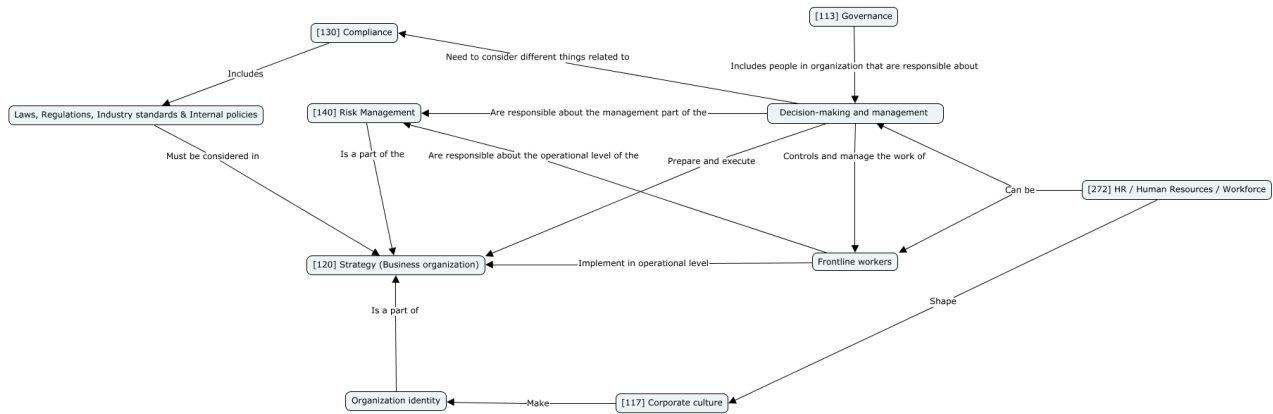 [113] Governance
[130] Compliance
Need to consider different things related to
Includes people in organization that are responsible about
Includes
Laws, Regulations, Industry standards & Internal policies
[140] Risk Management
Are responsible about the management part of the
Decision-making and management
Must be considered in
Is a part of the
Are responsible about the operational level of the
Prepare and execute
Controls and manage the work of
Can be
[272] HR / Human Resources / Workforce
[120] Strategy (Business organization)
Implement in operational level
Frontline workers
Shape
Is a part of
Organization identity
Make
[117] Corporate culture